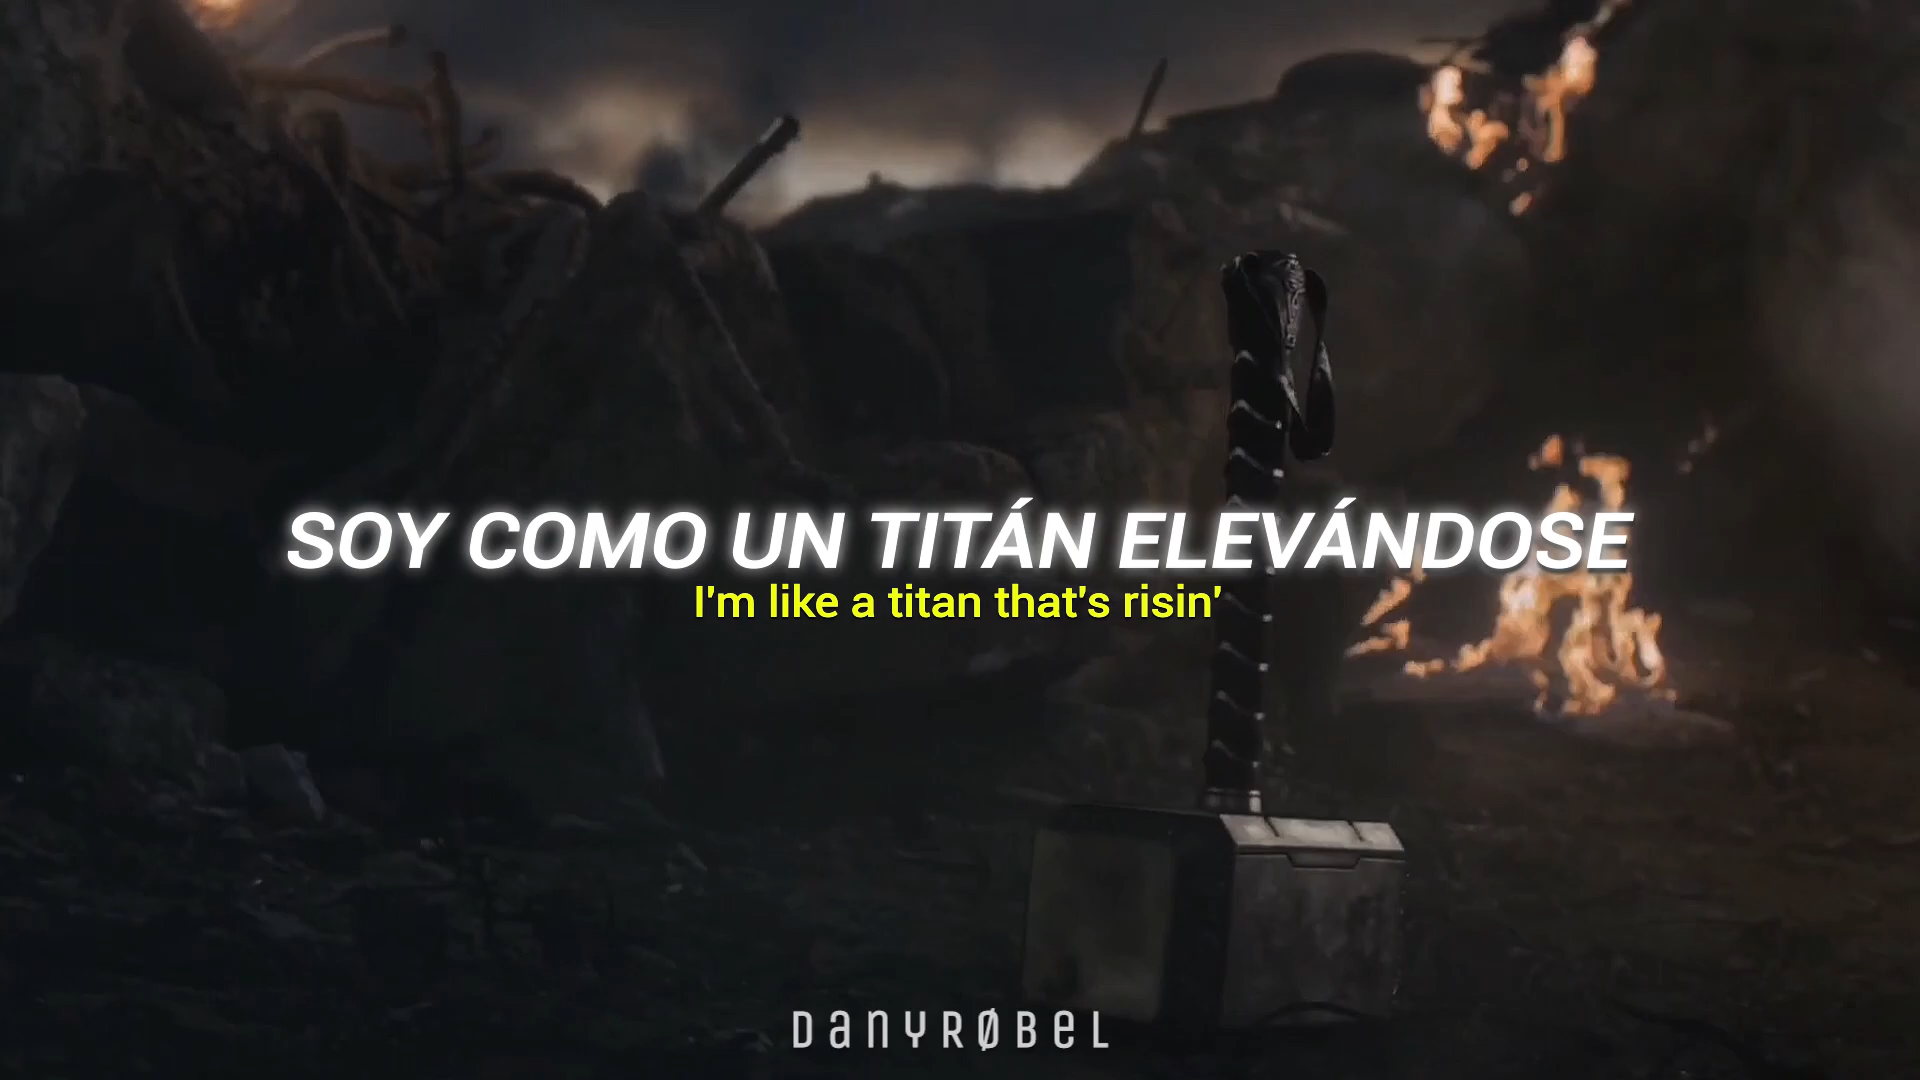 SOY COMO UN TITÁN ELEVÁNDOSE
I'm like a titan that's risin'
DaNYRØBeL